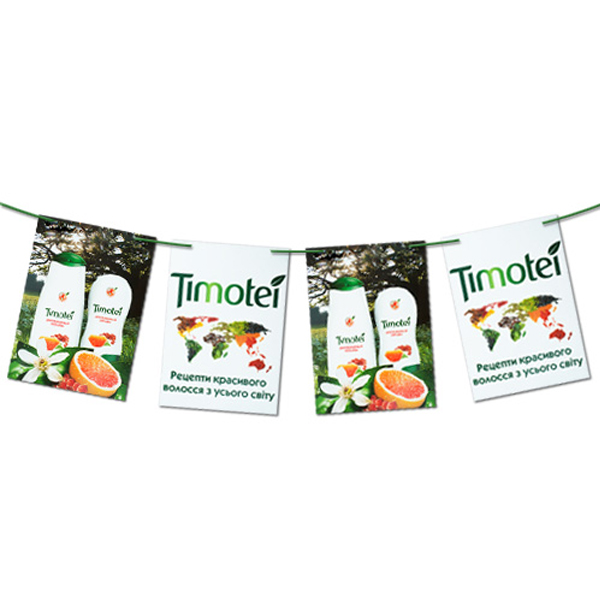 Timotei
Timotei
Timotei
Рецепти красивого
волосся з усього світу
Timotei
Timotei
Timotei
Рецепти красивого
волосся з усього світу